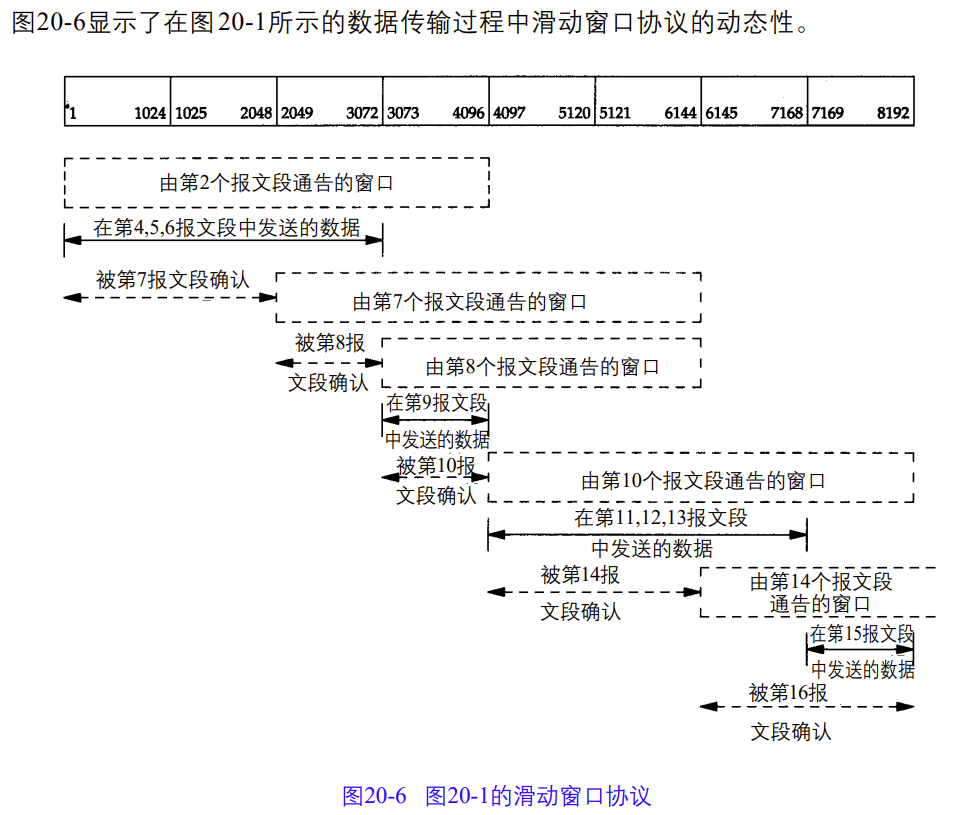 图20-6显示了在图20-1所示的数据传输过程中滑动窗口协议的动态性。
1 1024 1025 2048 2049 3072 3073 4096 4097 5120 5121 6144 6145 7168 7169 8192
由第2个报文段通告的窗口
在第4,5,6报文段中发送的数据
被第7报文段确认
由第7个报文段通告的窗口
被第8报
文段确认
由第8个报文段通告的窗口
在第9报文段
中发送的数据
被第10报
文段确认
由第10个报文段通告的窗口
在第11,12,13报文段
中发送的数据
被第14报
文段确认
由第14个报文段
通告的窗口
在第15报文段
中发送的数据
被第16报
文段确认
图20-6 图20-1的滑动窗口协议